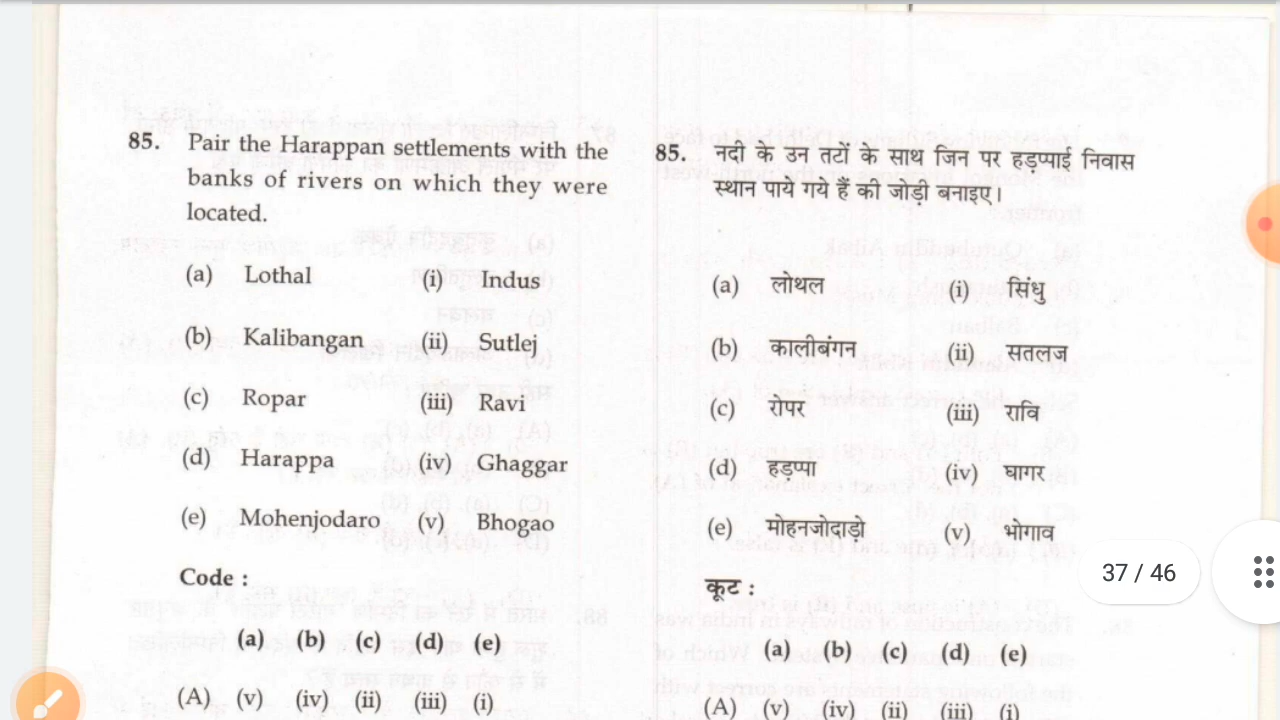 85. Pair the Harappan settlements with the
banks of rivers on which they were
located.
(a) Lothal (i) Indus
(b) Kalibangan (ii) Sutlej
(c) Ropar (iii) Ravi
(d) Harappa (iv) Ghaggar
(e) Mohenjodaro (v) Bhogao
Code :
(a) (b) (c) (d) (e)
(A) (v) (iv) (ii) (iii) (i)
85. नदी के उन तटों के साथ जिन पर हड़प्पाई निवास
स्थान पाये गये हैं की जोड़ी बनाइए।
(a) लोथल (i) सिंधु
(b) कालीबंगन (ii) सतलज
(c) रोपर (iii) रावि
(d) हड़प्पा (iv) घागर
(e) मोहनजोदाड़ो (v) भोगाव
कूट :
(a) (b) (c) (d) (e)
(A) (v) (iv) (ii) (iii) (i)
37 / 46